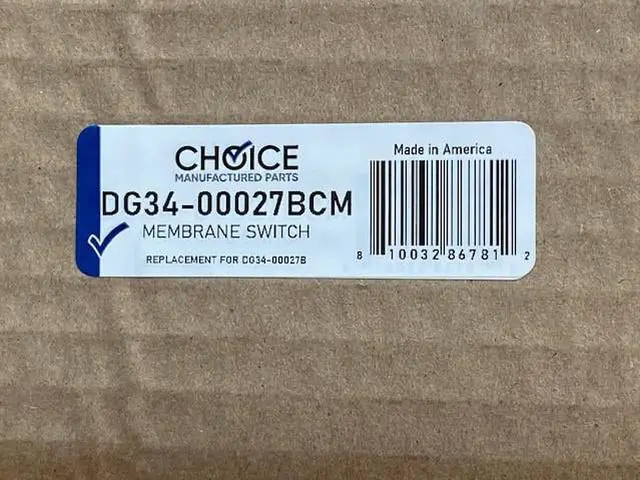 CHOICE
MANUFACTURED PARTS
DG34-00027BCM
MEMBRANE SWITCH
REPLACEMENT FOR DG34-00027B
Made in America
8 10032 86781 2